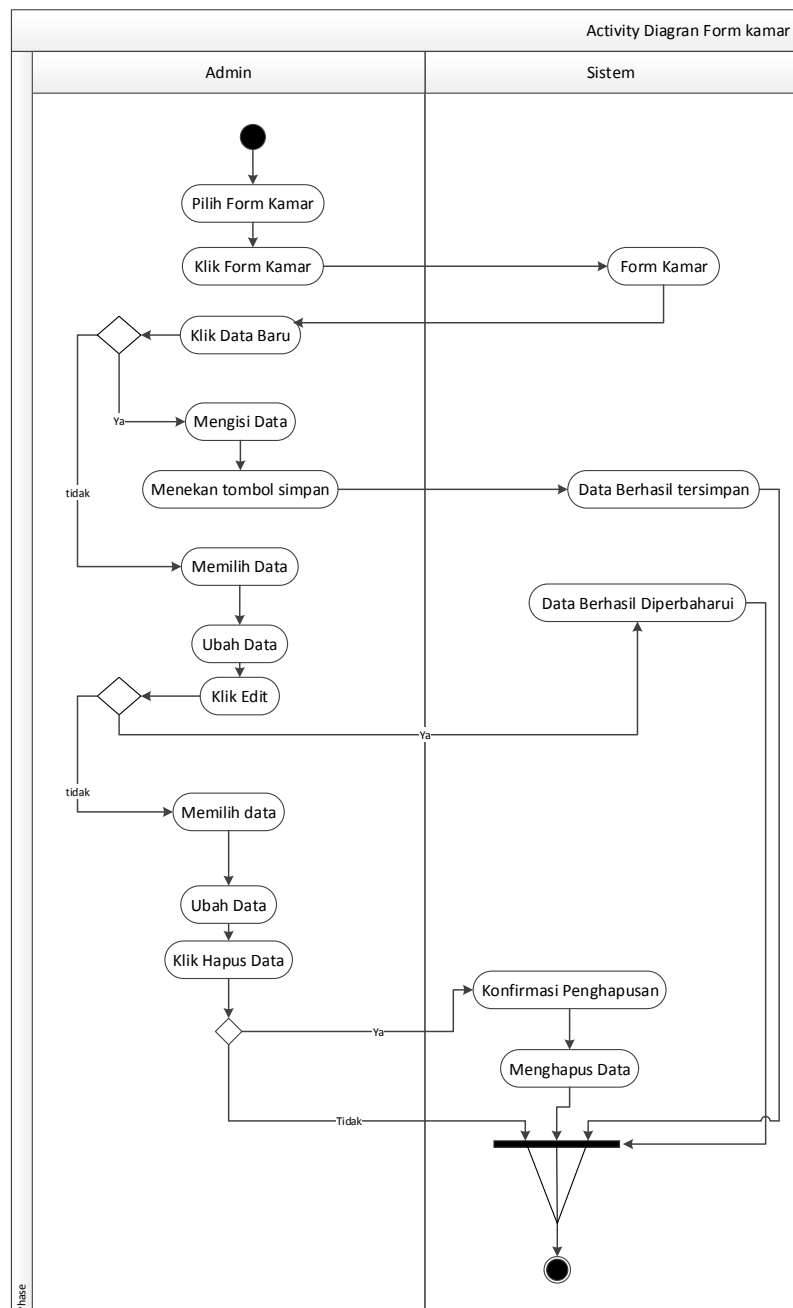 Activity Diagran Form kamar
Admin
Sistem
Pilih Form Kamar
Klik Form Kamar
Form Kamar
Klik Data Baru
Ya
Mengisi Data
tidak
Menekan tombol simpan
Data Berhasil tersimpan
Memilih Data
Data Berhasil Diperbaharui
Ubah Data
Klik Edit
Ya
tidak
Memilih data
Ubah Data
Klik Hapus Data
Konfirmasi Penghapusan
Ya
Menghapus Data
Tidak
Phase